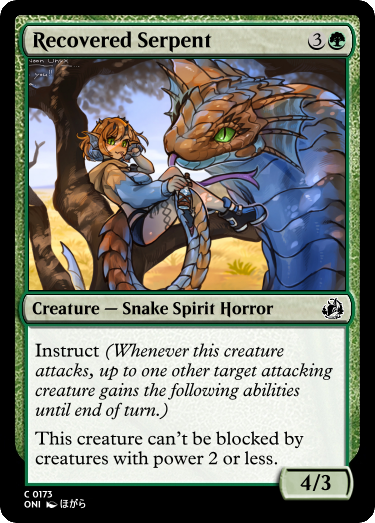 Recovered Serpent 3
Creature — Snake Spirit Horror
Instruct (Whenever this creature
attacks, up to one other target attacking
creature gains the following abilities
until end of turn.)
This creature can't be blocked by
creatures with power 2 or less.
4/3
C 0173
ONI ほがら